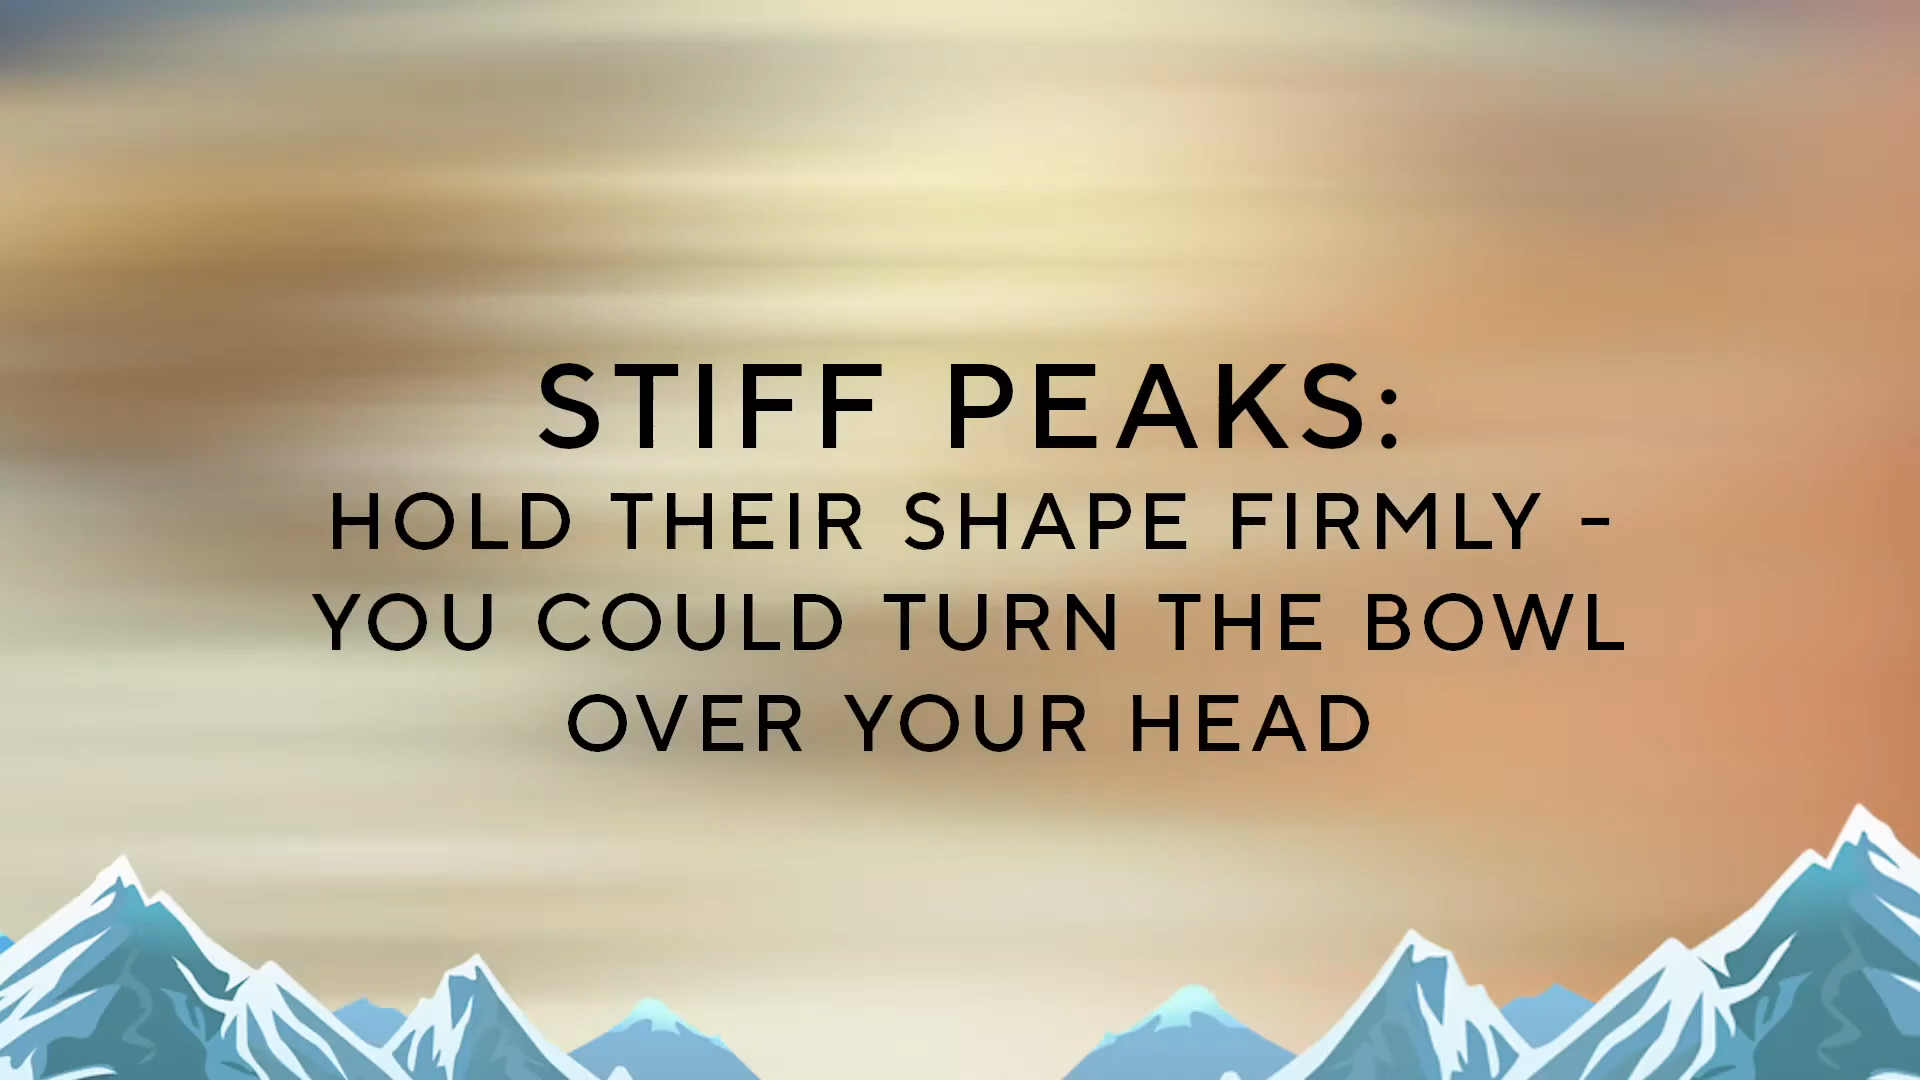 STIFF PEAKS:
HOLD THEIR SHAPE FIRMLY -
YOU COULD TURN THE BOWL
OVER YOUR HEAD